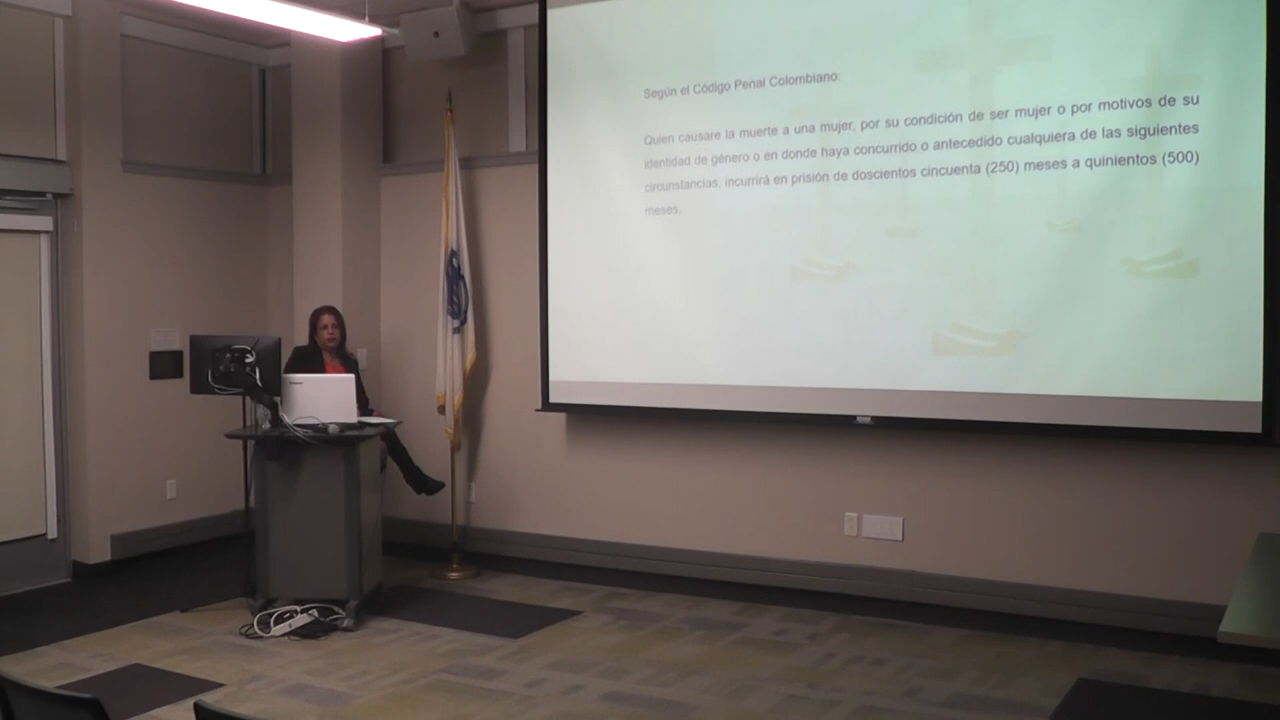 Según el Código Penal Colombiano:
Quien causare la muerte a una mujer, por su condición de ser mujer o por motivos de su
identidad de género o en donde haya concurrido o antecedido cualquiera de las siguientes
circunstancias, incurrirá en prisión de doscientos cincuenta (250) meses a quinientos (500)
meses.